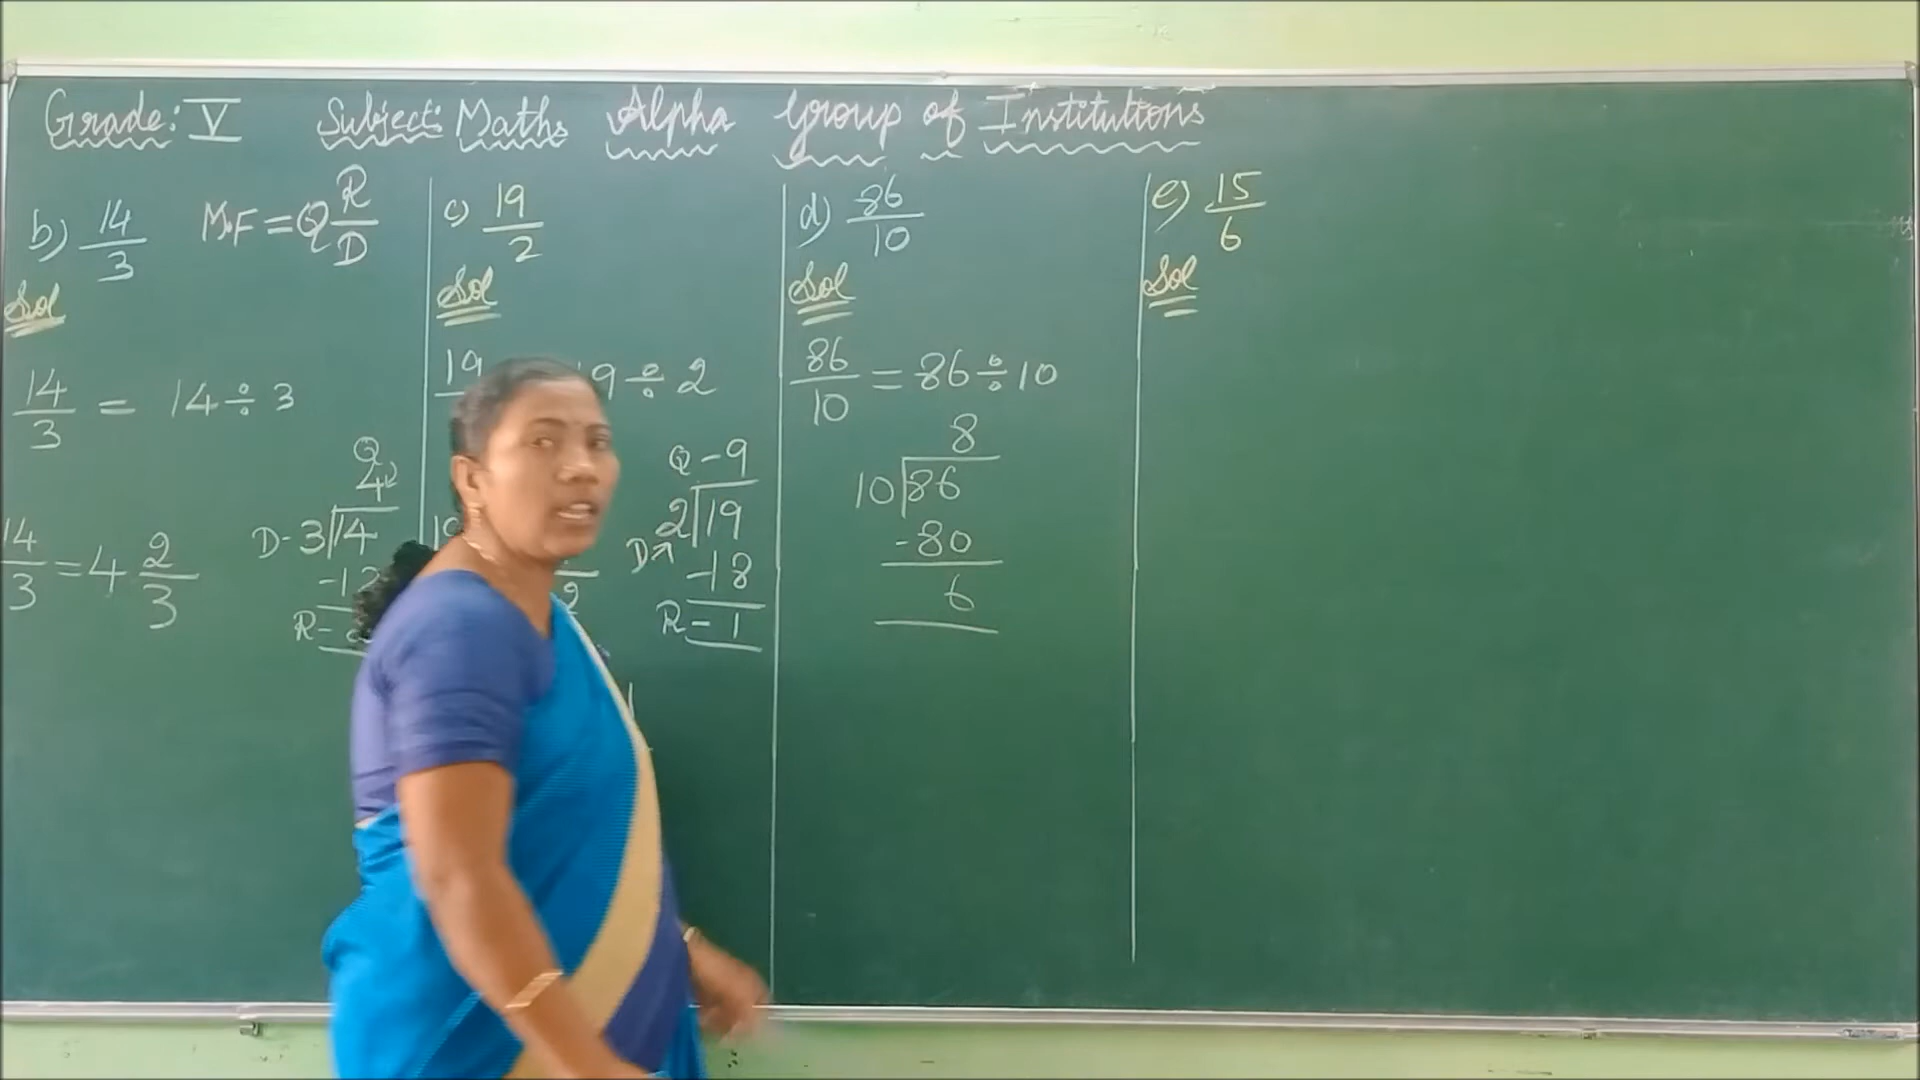 Grade: V Subject: Maths Alpha Group of Institutions
b) 14/3 M.F = Q R/D
Sol
14/3 = 14 ÷ 3
Q
4
D- 3)14
-12
R-
14/3 = 4 2/3
c) 19/2
Sol
19 9 ÷ 2
Q - 9
D 2)19
-18
R - 1
2
d) 86/10
Sol
86/10 = 86 ÷ 10
8
10)86
-80
6
e) 15/6
Sol